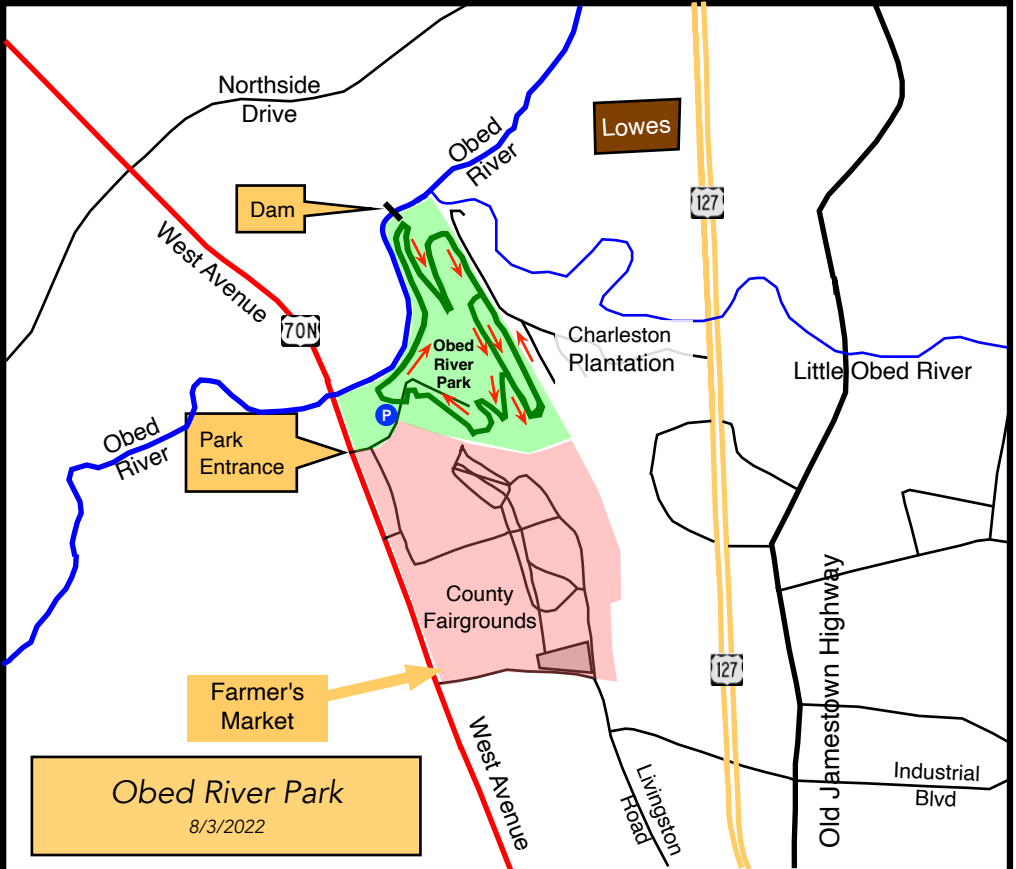 Northside
Drive
Obed
River
Lowes
Dam
127
West Avenue
70N
Charleston
Plantation
Obed
River
Park
Little Obed River
P
Obed
River
Park
Entrance
County
Fairgrounds
127
Old Jamestown Highway
Farmer's
Market
West Avenue
Livingston
Road
Industrial
Blvd
Obed River Park
8/3/2022